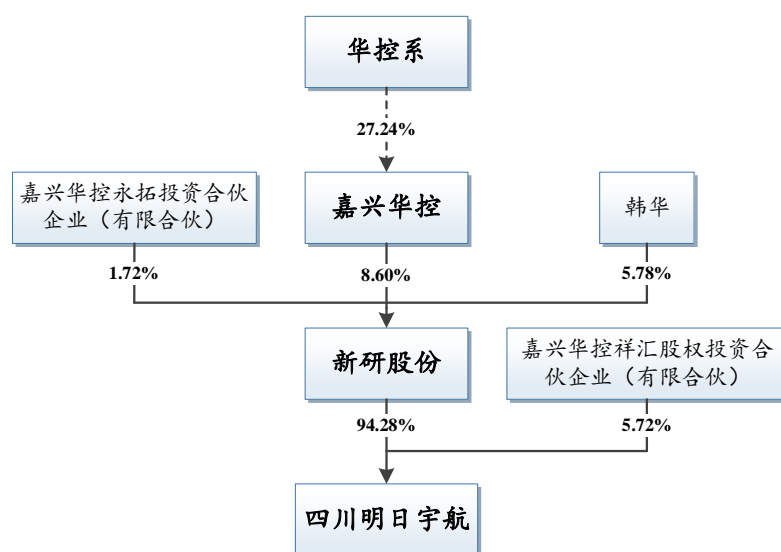 华控系
27.24%
嘉兴华控永拓投资合伙
企业（有限合伙）
嘉兴华控
韩华
1.72%
8.60%
5.78%
新研股份
嘉兴华控祥汇股权投资合
伙企业（有限合伙）
94.28%
5.72%
四川明日宇航